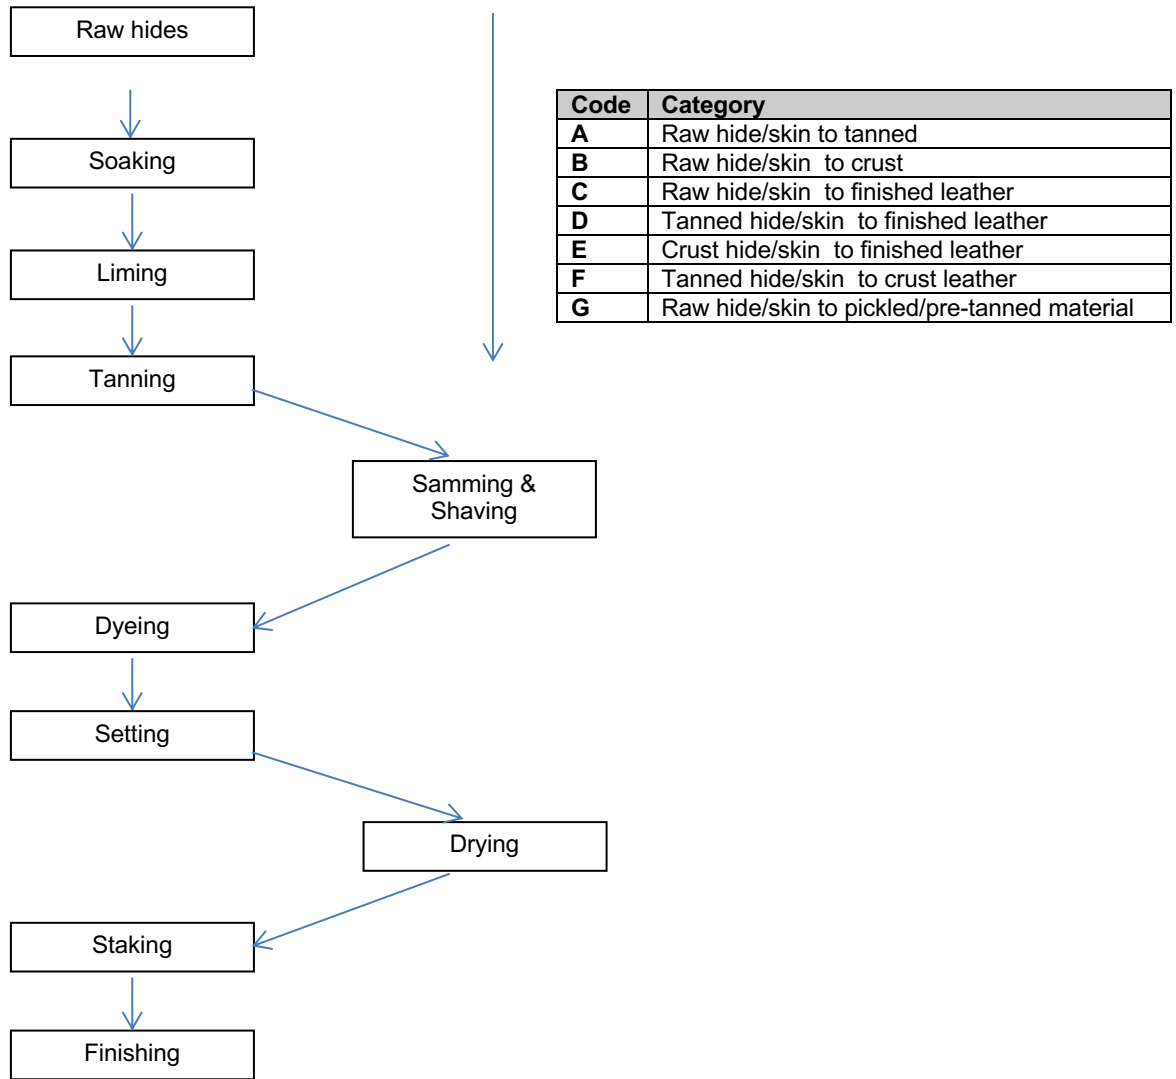 Raw hides
Soaking
Liming
Tanning
Samming &
Shaving
Dyeing
Setting
Drying
Staking
Finishing
Code Category
A Raw hide/skin to tanned
B Raw hide/skin to crust
C Raw hide/skin to finished leather
D Tanned hide/skin to finished leather
E Crust hide/skin to finished leather
F Tanned hide/skin to crust leather
G Raw hide/skin to pickled/pre-tanned material